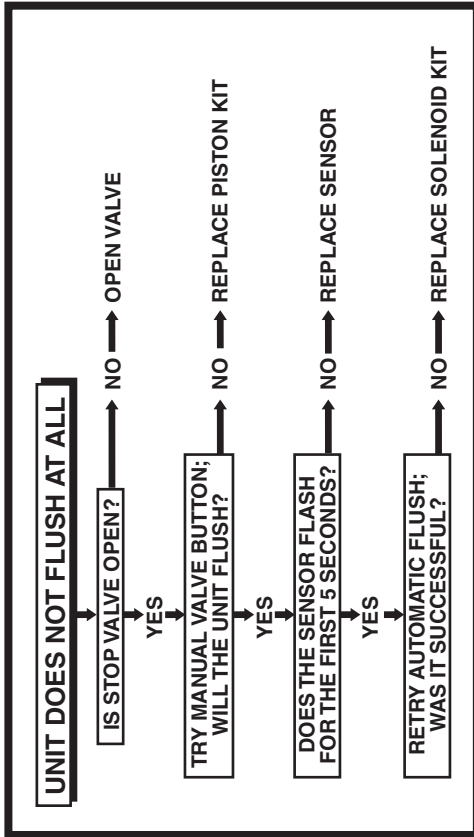 UNIT DOES NOT FLUSH AT ALL
IS STOP VALVE OPEN?
NO
OPEN VALVE
YES
TRY MANUAL VALVE BUTTON;
WILL THE UNIT FLUSH?
NO
REPLACE PISTON KIT
YES
DOES THE SENSOR FLASH
FOR THE FIRST 5 SECONDS?
NO
REPLACE SENSOR
YES
RETRY AUTOMATIC FLUSH;
WAS IT SUCCESSFUL?
NO
REPLACE SOLENOID KIT